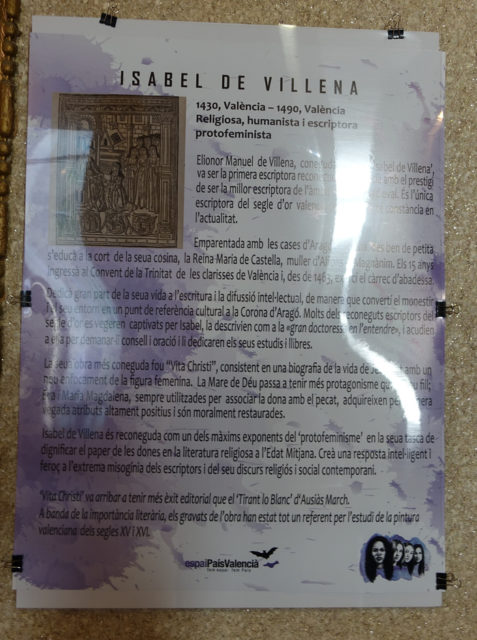 ISABEL DE VILLENA
1430, València – 1490, València
Religiosa, humanista i escriptora
protofeminista
Elionor Manuel de Villena, Isabel de Villena',
va ser la primera escriptora amb el prestigi
de ser la millor escriptora de És l'única
escriptora del segle d'or constància en
l'actualitat.
Emparentada amb les cases ben de petita
s'educà a la cort de la seua cosina, la Reina María de Castella, muller Magnànim. Els 15 anys
ingressà al Convent de la Trinitat de les clarisses de València i, des de 1463, el càrrec d'abadessa.
Dedicà gran part de la seua vida a l'escriptura i la difussió intel·lectual, de manera que convertí el monestir
i el seu entorn en un punt de referència cultural a la Corona d'Aragó. Molts dels reconeguts escriptors del
segle d'or es vegeren captivats per Isabel, la descrivien com a la «gran doctoressa en l'entendre», i acudien
a ella per demanar-li consell i oració i li dedicaren els seus estudis i llibres.
La seua obra més coneguda fou "Vita Christi", consistent en una biografia de la vida de amb un
nou enfocament de la figura femenina. La Mare de Déu passa a tenir més protagonisme fill;
Eva i Maria Magdalena, sempre utilitzades per associar la dona amb el pecat, adquireixen
vegada atributs altament positius i són moralment restaurades.
Isabel de Villena és reconeguda com un dels màxims exponents del 'protofeminisme' en la seua tasca de
dignificar el paper de les dones en la literatura religiosa a l'Edat Mitjana. Creà una resposta intel·ligent i
feroç a l'extrema misogínia dels escriptors i del seu discurs religiós i social contemporani.
'Vita Christi' va arribar a tenir més èxit editorial que el 'Tirant lo Blanc' d'Ausiàs March.
A banda de la importància literària, els gravats de l'obra han estat tot un referent per l'estudi de la pintura
valenciana dels segles XV i XVI.
espaiPaísValencià
fem espai fem País